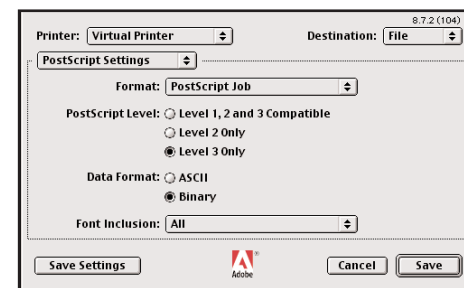 8.7.2 (104)
Printer: Virtual Printer Destination: File
PostScript Settings
Format: PostScript Job
PostScript Level: Level 1, 2 and 3 Compatible
Level 2 Only
Level 3 Only
Data Format: ASCII
Binary
Font Inclusion: All
Save Settings Adobe® Cancel Save